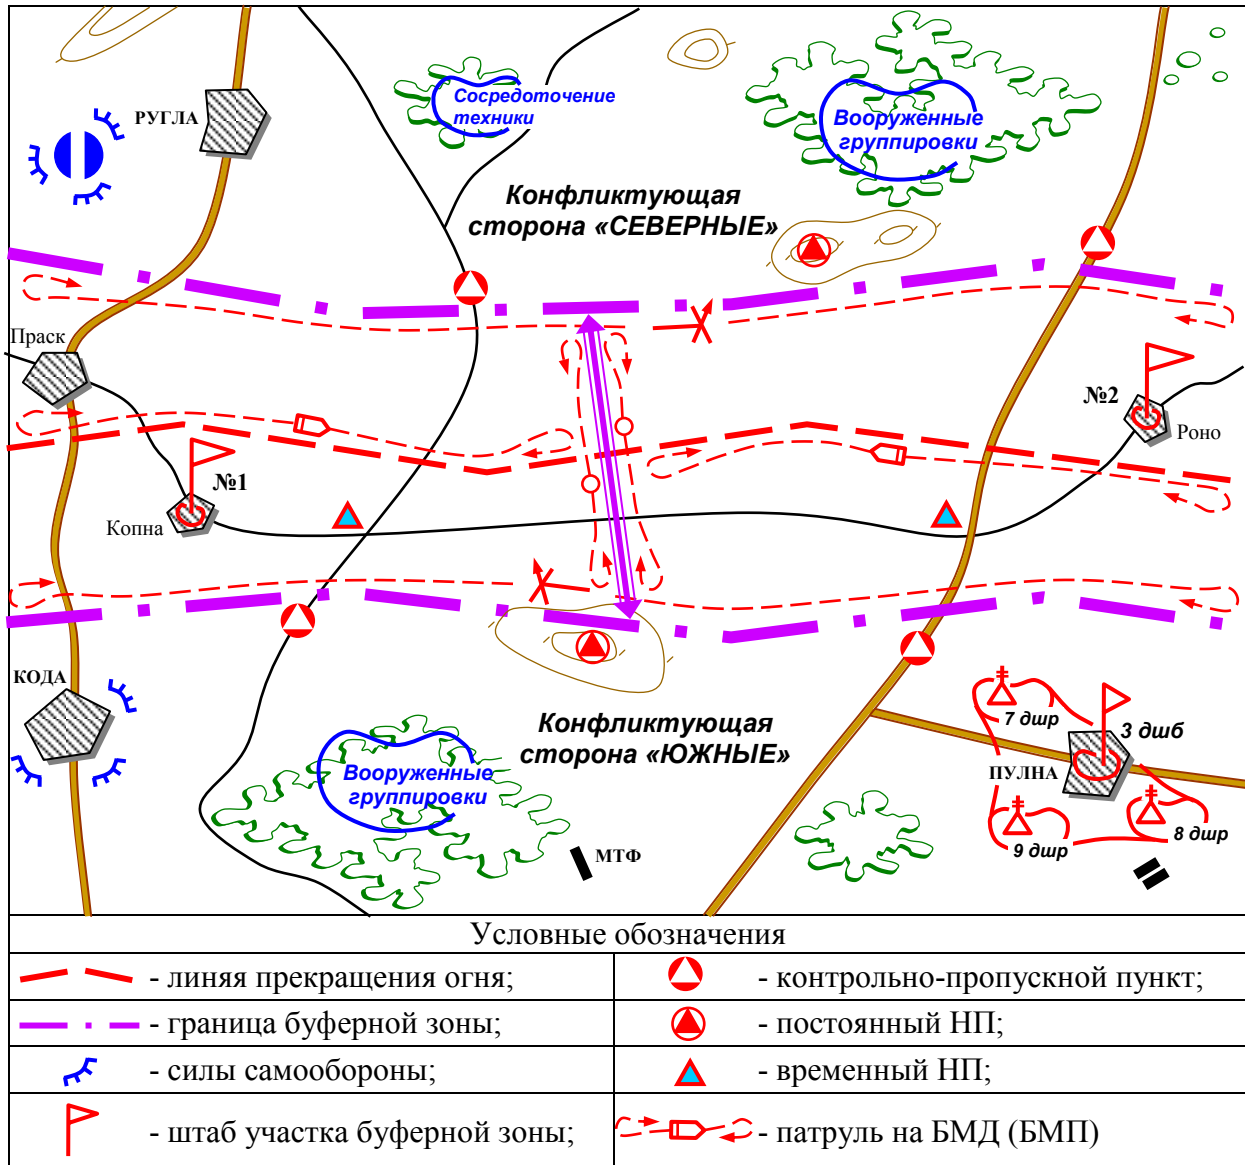 РУГЛА
Сосредоточение
техники
Вооруженные
группировки
Конфликтующая
сторона «СЕВЕРНЫЕ»
Праск
№2
Роно
№1
Копна
КОДА
7 дшр
3 дшб
Конфликтующая
сторона «ЮЖНЫЕ»
ПУЛНА
Вооруженные
группировки
8 дшр
9 дшр
МТФ
Условные обозначения
- линяя прекращения огня;
- контрольно-пропускной пункт;
- граница буферной зоны;
- постоянный НП;
- силы самообороны;
- временный НП;
- штаб участка буферной зоны;
- патруль на БМД (БМП)